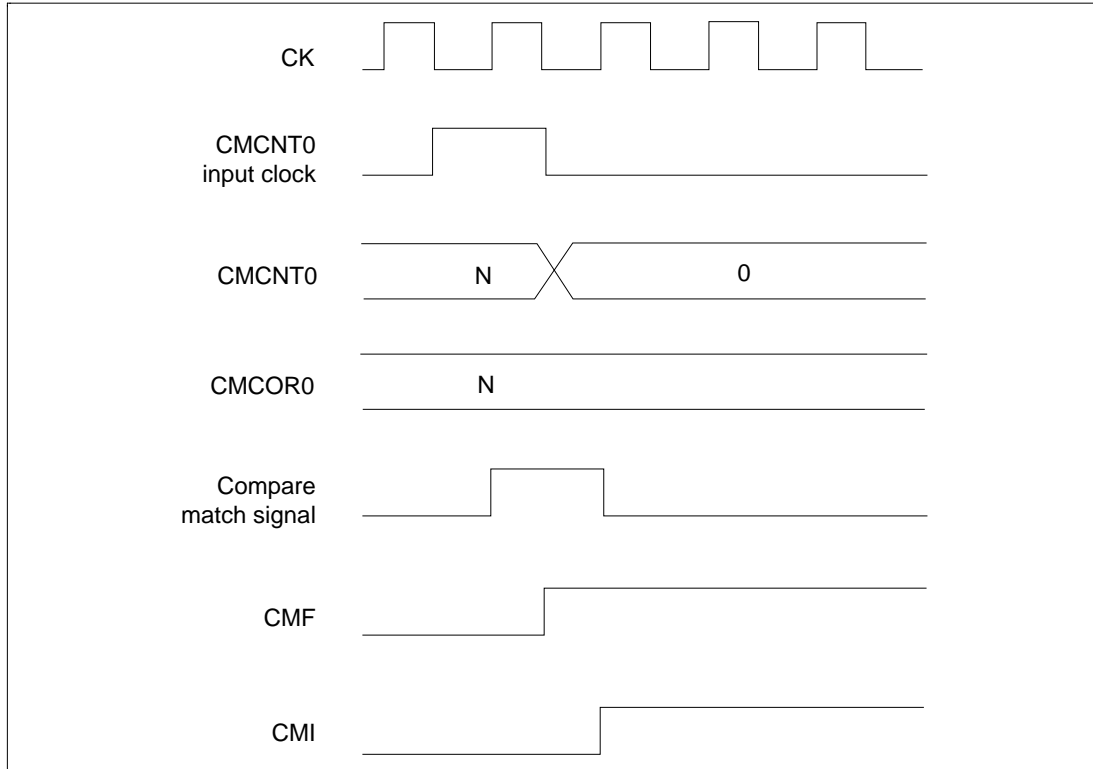 CK
CMCNT0
input clock
CMCNT0
N
0
CMCOR0
N
Compare
match signal
CMF
CMI